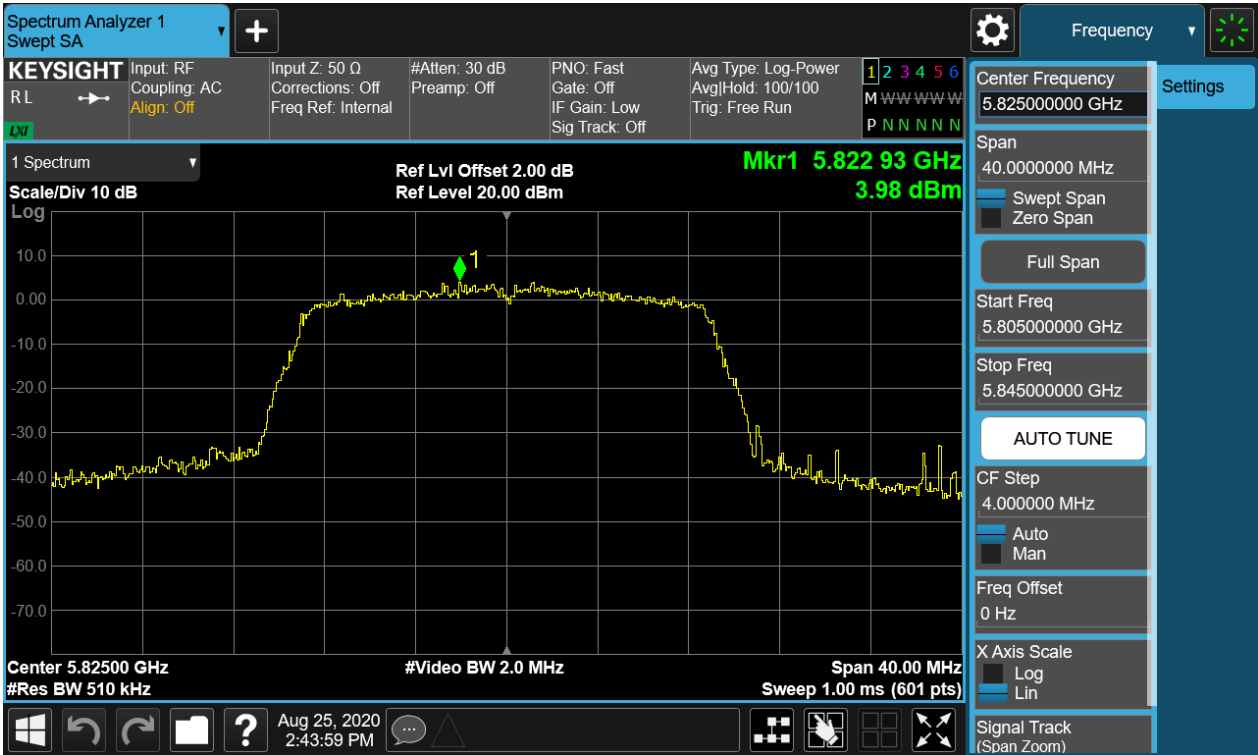 Spectrum Analyzer 1
Swept SA
+
Frequency
KEYSIGHT
R L
LXI
Input: RF
Coupling: AC
Align: Off
Input Z: 50 Ω
Corrections: Off
Freq Ref: Internal
#Atten: 30 dB
Preamp: Off
PNO: Fast
Gate: Off
IF Gain: Low
Sig Track: Off
Avg Type: Log-Power
Avg|Hold: 100/100
Trig: Free Run
1 2 3 4 5 6
M W W W W W
P N N N N N
1 Spectrum
Scale/Div 10 dB
Log
Ref Lvl Offset 2.00 dB
Ref Level 20.00 dBm
Mkr1 5.822 93 GHz
3.98 dBm
1
10.0
0.00
-10.0
-20.0
-30.0
-40.0
-50.0
-60.0
-70.0
Center 5.82500 GHz
#Res BW 510 kHz
#Video BW 2.0 MHz
Span 40.00 MHz
Sweep 1.00 ms (601 pts)
Center Frequency
5.825000000 GHz
Span
40.0000000 MHz
Swept Span
Zero Span
Full Span
Start Freq
5.805000000 GHz
Stop Freq
5.845000000 GHz
AUTO TUNE
CF Step
4.000000 MHz
Auto
Man
Freq Offset
0 Hz
X Axis Scale
Log
Lin
Signal Track
(Span Zoom)
Settings
?
Aug 25, 2020
2:43:59 PM